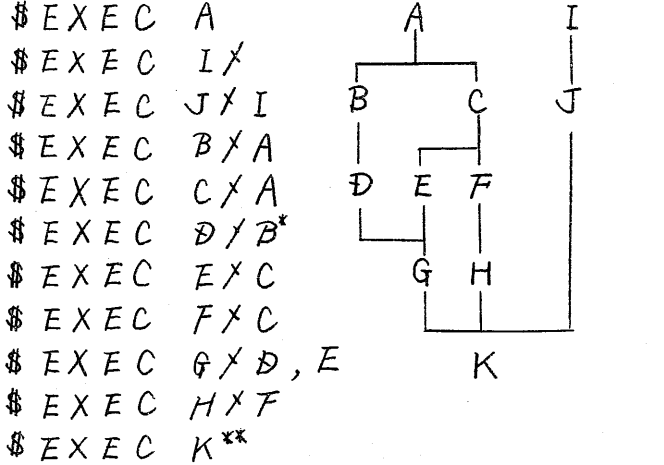 $ EXEC A
$ EXEC I/
$ EXEC J/I
$ EXEC B/A
$ EXEC C/A
$ EXEC D/B*
$ EXEC E/C
$ EXEC F/C
$ EXEC G/D, E
$ EXEC H/F
$ EXEC K**
A I
B C J
D E F
G H
K